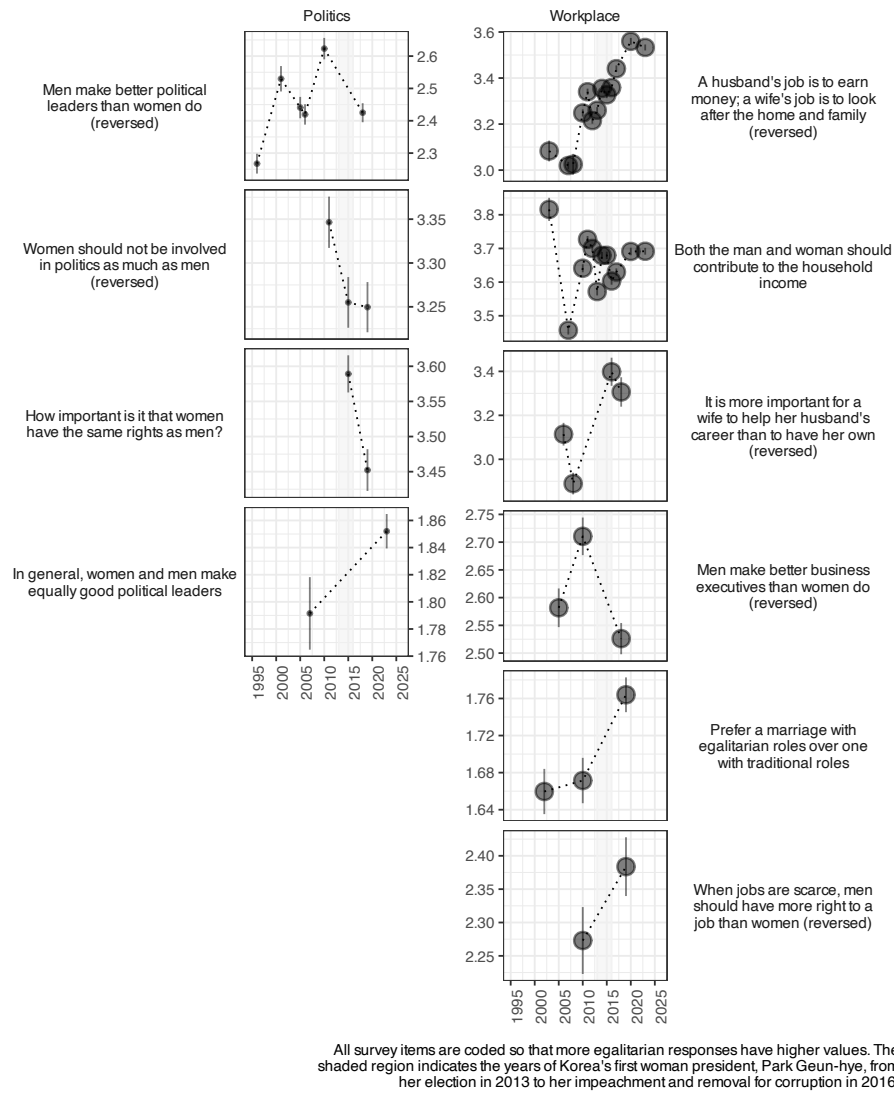 Politics
Workplace
Men make better political
leaders than women do
(reversed)
2.6
2.5
2.4
2.3
3.6
3.4
3.2
3.0
A husband's job is to earn
money; a wife's job is to look
after the home and family
(reversed)
Women should not be involved
in politics as much as men
(reversed)
3.35
3.30
3.25
3.8
3.7
3.6
3.5
Both the man and woman should
contribute to the household
income
How important is it that women
have the same rights as men?
3.60
3.55
3.50
3.45
3.4
3.2
3.0
It is more important for a
wife to help her husband's
career than to have her own
(reversed)
In general, women and men make
equally good political leaders
1.86
1.84
1.82
1.80
1.78
1.76
1995
2000
2005
2010
2015
2020
2025
2.75
2.70
2.65
2.60
2.55
2.50
Men make better business
executives than women do
(reversed)
1.76
1.72
1.68
1.64
Prefer a marriage with
egalitarian roles over one
with traditional roles
2.40
2.35
2.30
2.25
When jobs are scarce, men
should have more right to a
job than women (reversed)
1995
2000
2005
2010
2015
2020
2025
All survey items are coded so that more egalitarian responses have higher values. The
shaded region indicates the years of Korea's first woman president, Park Geun-hye, from
her election in 2013 to her impeachment and removal for corruption in 2016